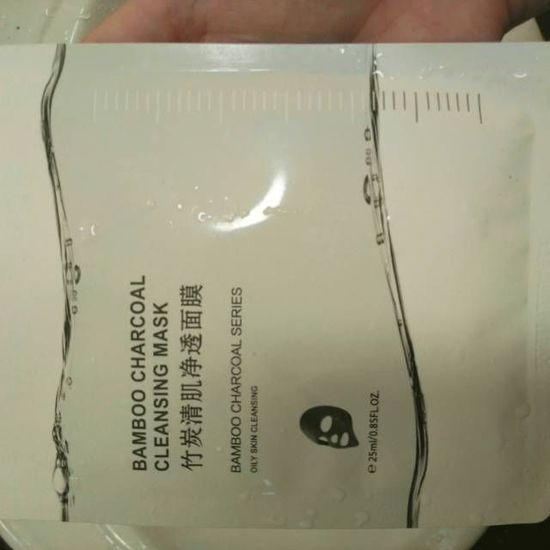 BAMBOO CHARCOAL
CLEANSING MASK
竹炭清肌净透面膜
BAMBOO CHARCOAL SERIES
OILY SKIN CLEANSING
℮ 25ml/0.85FL.OZ.